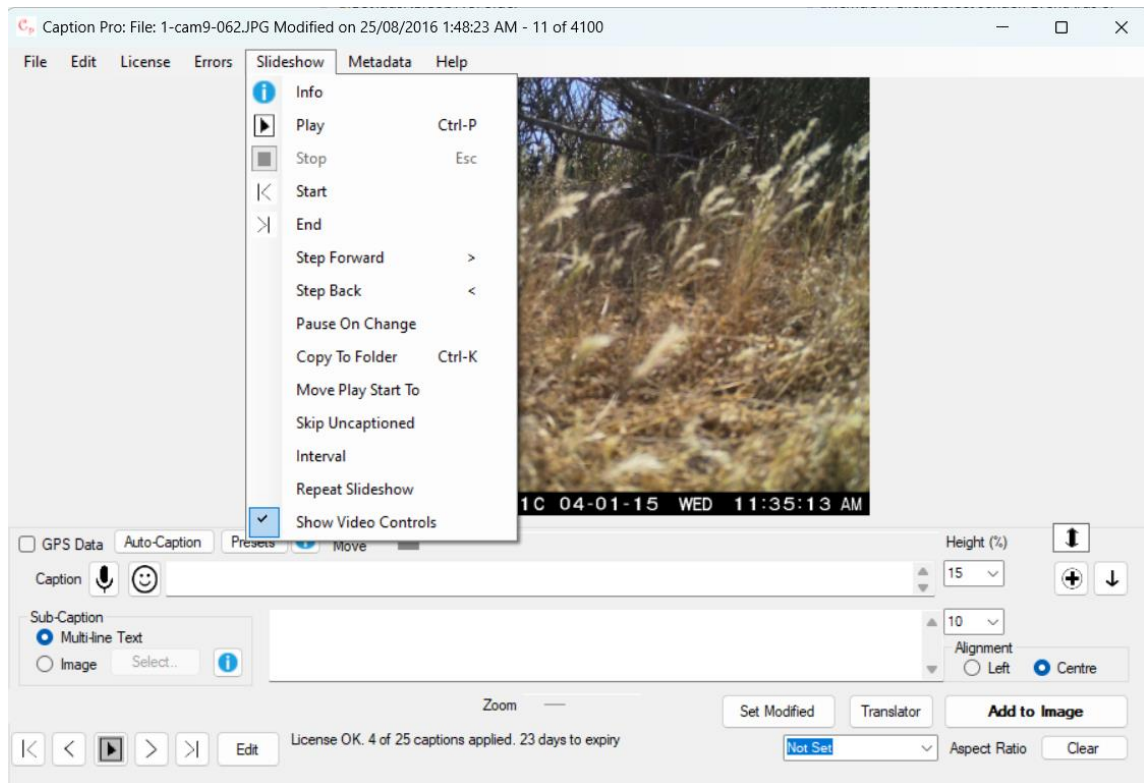 Caption Pro: File: 1-cam9-062.JPG Modified on 25/08/2016 1:48:23 AM - 11 of 4100
File Edit License Errors Slideshow Metadata Help
Info
Play Ctrl-P
Stop Esc
Start
End
Step Forward >
Step Back <
Pause On Change
Copy To Folder Ctrl-K
Move Play Start To
Skip Uncaptioned
Interval
Repeat Slideshow
Show Video Controls
1C 04-01-15 WED 11:35:13 AM
GPS Data Auto-Caption Presets Move Height (%)
Caption 15
Sub-Caption 10
Multi-line Text
Image Select.. Alignment
Left Centre
Zoom
Set Modified Translator Add to Image
Edit License OK. 4 of 25 captions applied. 23 days to expiry Not Set Aspect Ratio Clear